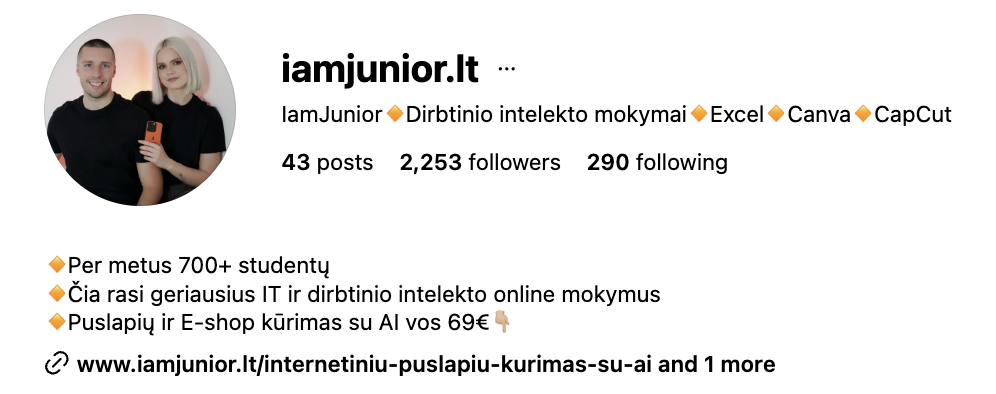 iamjunior.lt ...
IamJunior🔸Dirbtinio intelekto mokymai🔸Excel🔸Canva🔸CapCut
43 posts 2,253 followers 290 following
🔸Per metus 700+ studentų
🔸Čia rasi geriausius IT ir dirbtinio intelekto online mokymus
🔸Puslapių ir E-shop kūrimas su AI vos 69€👇🏼
www.iamjunior.lt/internetiniu-puslapiu-kurimas-su-ai and 1 more